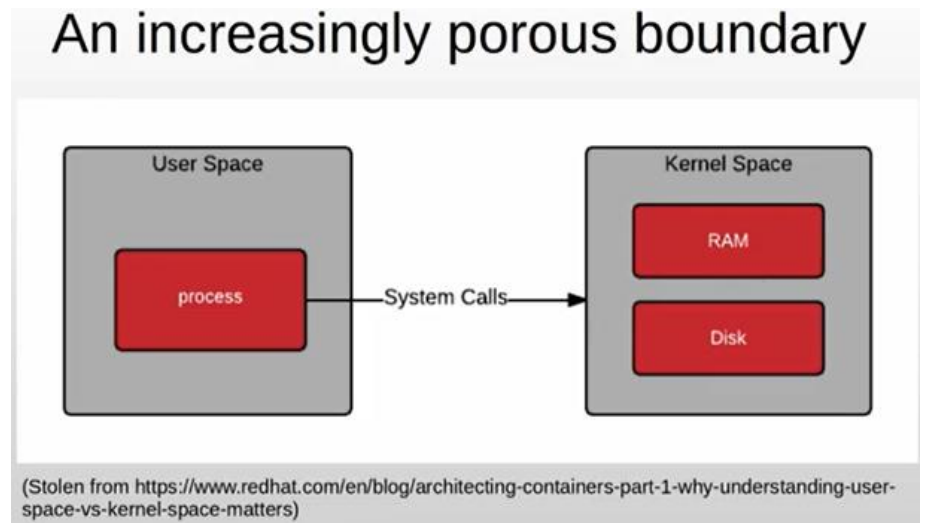 An increasingly porous boundary
User Space
Kernel Space
RAM
process
System Calls
Disk
(Stolen from https://www.redhat.com/en/blog/architecting-containers-part-1-why-understanding-user-
space-vs-kernel-space-matters)